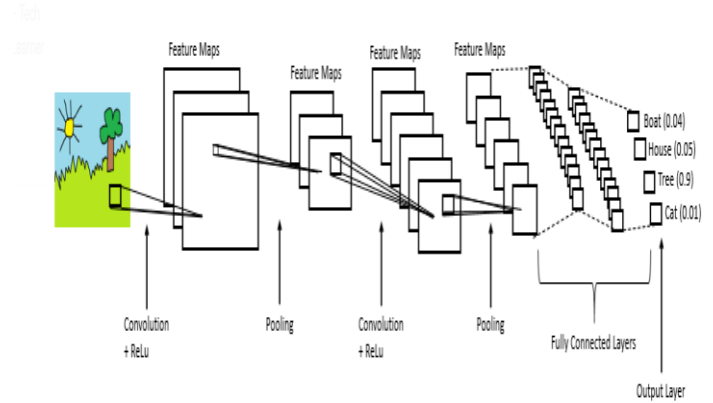 Tech
Feature Maps
Feature Maps
Feature Maps
Feature Maps
Boat (0.04)
House (0.05)
Tree (0.9)
Cat (0.01)
Convolution
+ ReLu
Pooling
Convolution
+ ReLu
Pooling
Fully Connected Layers
Output Layer